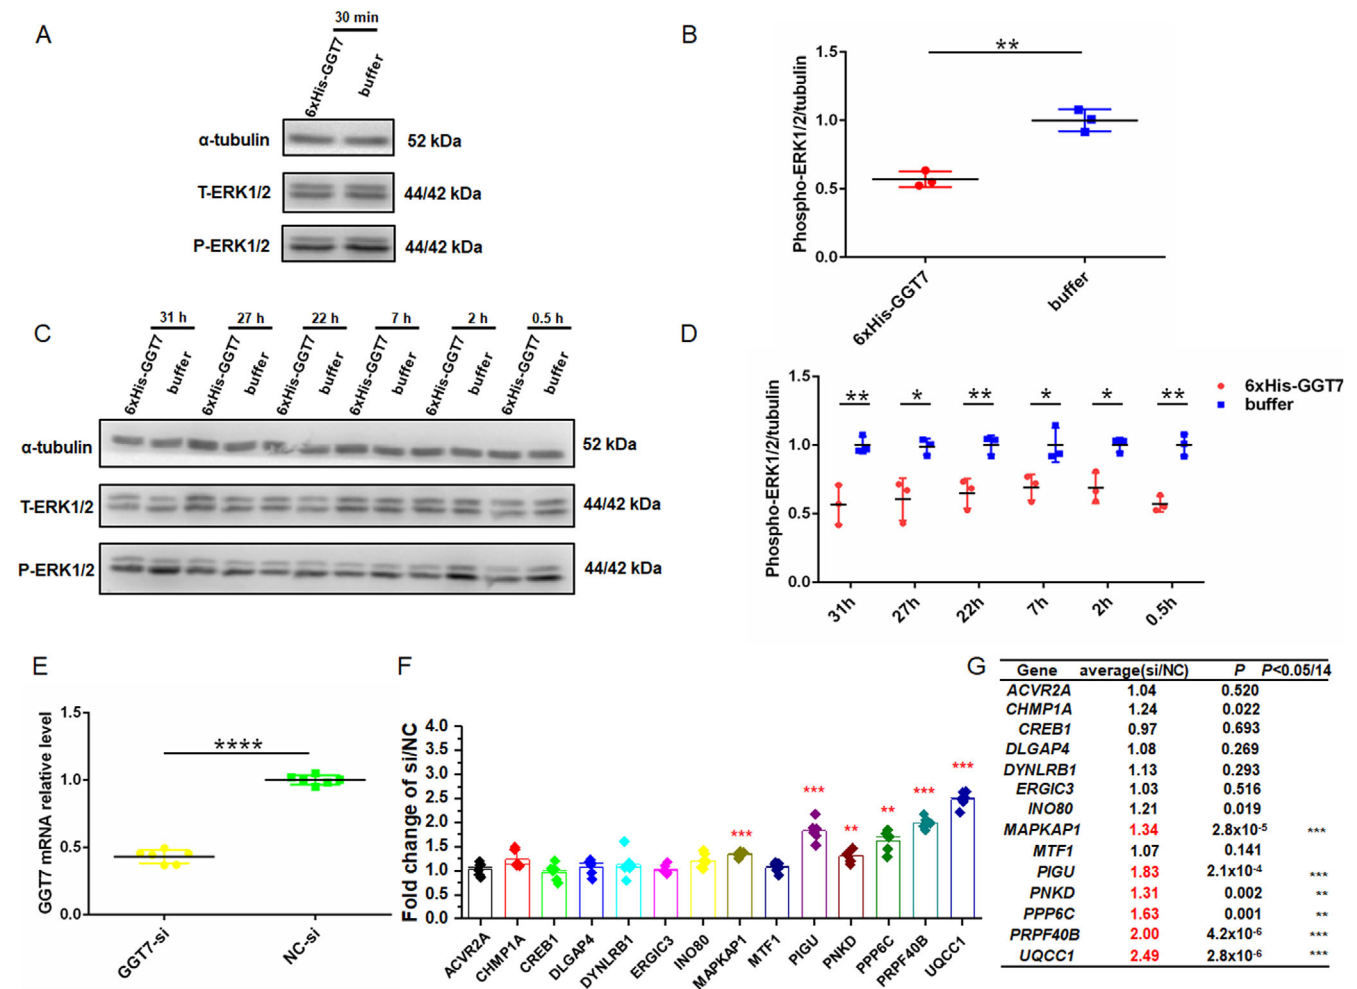 A
30 min
6xHis-GGT7
buffer
α-tubulin
52 kDa
T-ERK1/2
44/42 kDa
P-ERK1/2
44/42 kDa
B
**
Phospho-ERK1/2/tubulin
1.5
1.0
0.5
0.0
6xHis-GGT7
buffer
C
31 h 27 h 22 h 7 h 2 h 0.5 h
6xHis-GGT7 buffer 6xHis-GGT7 buffer 6xHis-GGT7 buffer 6xHis-GGT7 buffer 6xHis-GGT7 buffer 6xHis-GGT7 buffer
α-tubulin
52 kDa
T-ERK1/2
44/42 kDa
P-ERK1/2
44/42 kDa
D
Phospho-ERK1/2/tubulin
1.5
1.0
0.5
0.0
** * ** * * **
6xHis-GGT7
buffer
31h 27h 22h 7h 2h 0.5h
E
GGT7 mRNA relative level
1.5
1.0
0.5
0.0
****
GGT7-si
NC-si
F
Fold change of si/NC
4.0
3.5
3.0
2.5
2.0
1.5
1.0
0.5
0.0
*** *** ** ** *** ***
ACVR2A CHMP1A CREB1 DLGAP4 DYNLRB1 ERGIC3 INO80 MAPKAP1 MTF1 PIGU PNKD PPP6C PRPF40B UQCC1
G
Gene average(si/NC) P P<0.05/14
ACVR2A 1.04 0.520
CHMP1A 1.24 0.022
CREB1 0.97 0.693
DLGAP4 1.08 0.269
DYNLRB1 1.13 0.293
ERGIC3 1.03 0.516
INO80 1.21 0.019
MAPKAP1 1.34 2.8x10-5 ***
MTF1 1.07 0.141
PIGU 1.83 2.1x10-4 ***
PNKD 1.31 0.002 **
PPP6C 1.63 0.001 **
PRPF40B 2.00 4.2x10-6 ***
UQCC1 2.49 2.8x10-6 ***